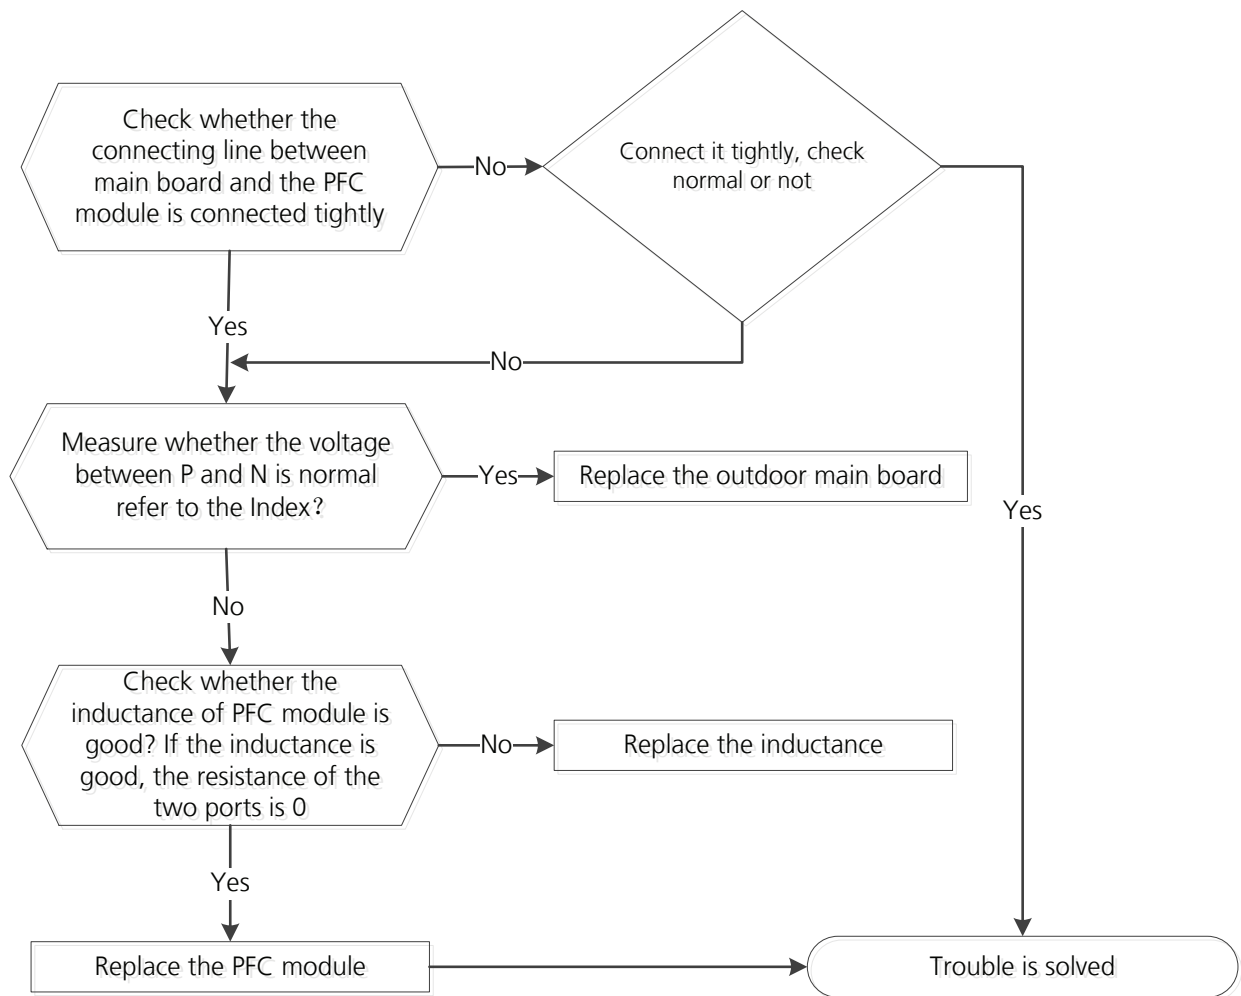 Check whether the
connecting line between
main board and the PFC
module is connected tightly
No
Connect it tightly, check
normal or not
Yes
No
Measure whether the voltage
between P and N is normal
refer to the Index?
Yes
Replace the outdoor main board
Yes
No
Check whether the
inductance of PFC module is
good? If the inductance is
good, the resistance of the
two ports is 0
No
Replace the inductance
Yes
Replace the PFC module
Trouble is solved